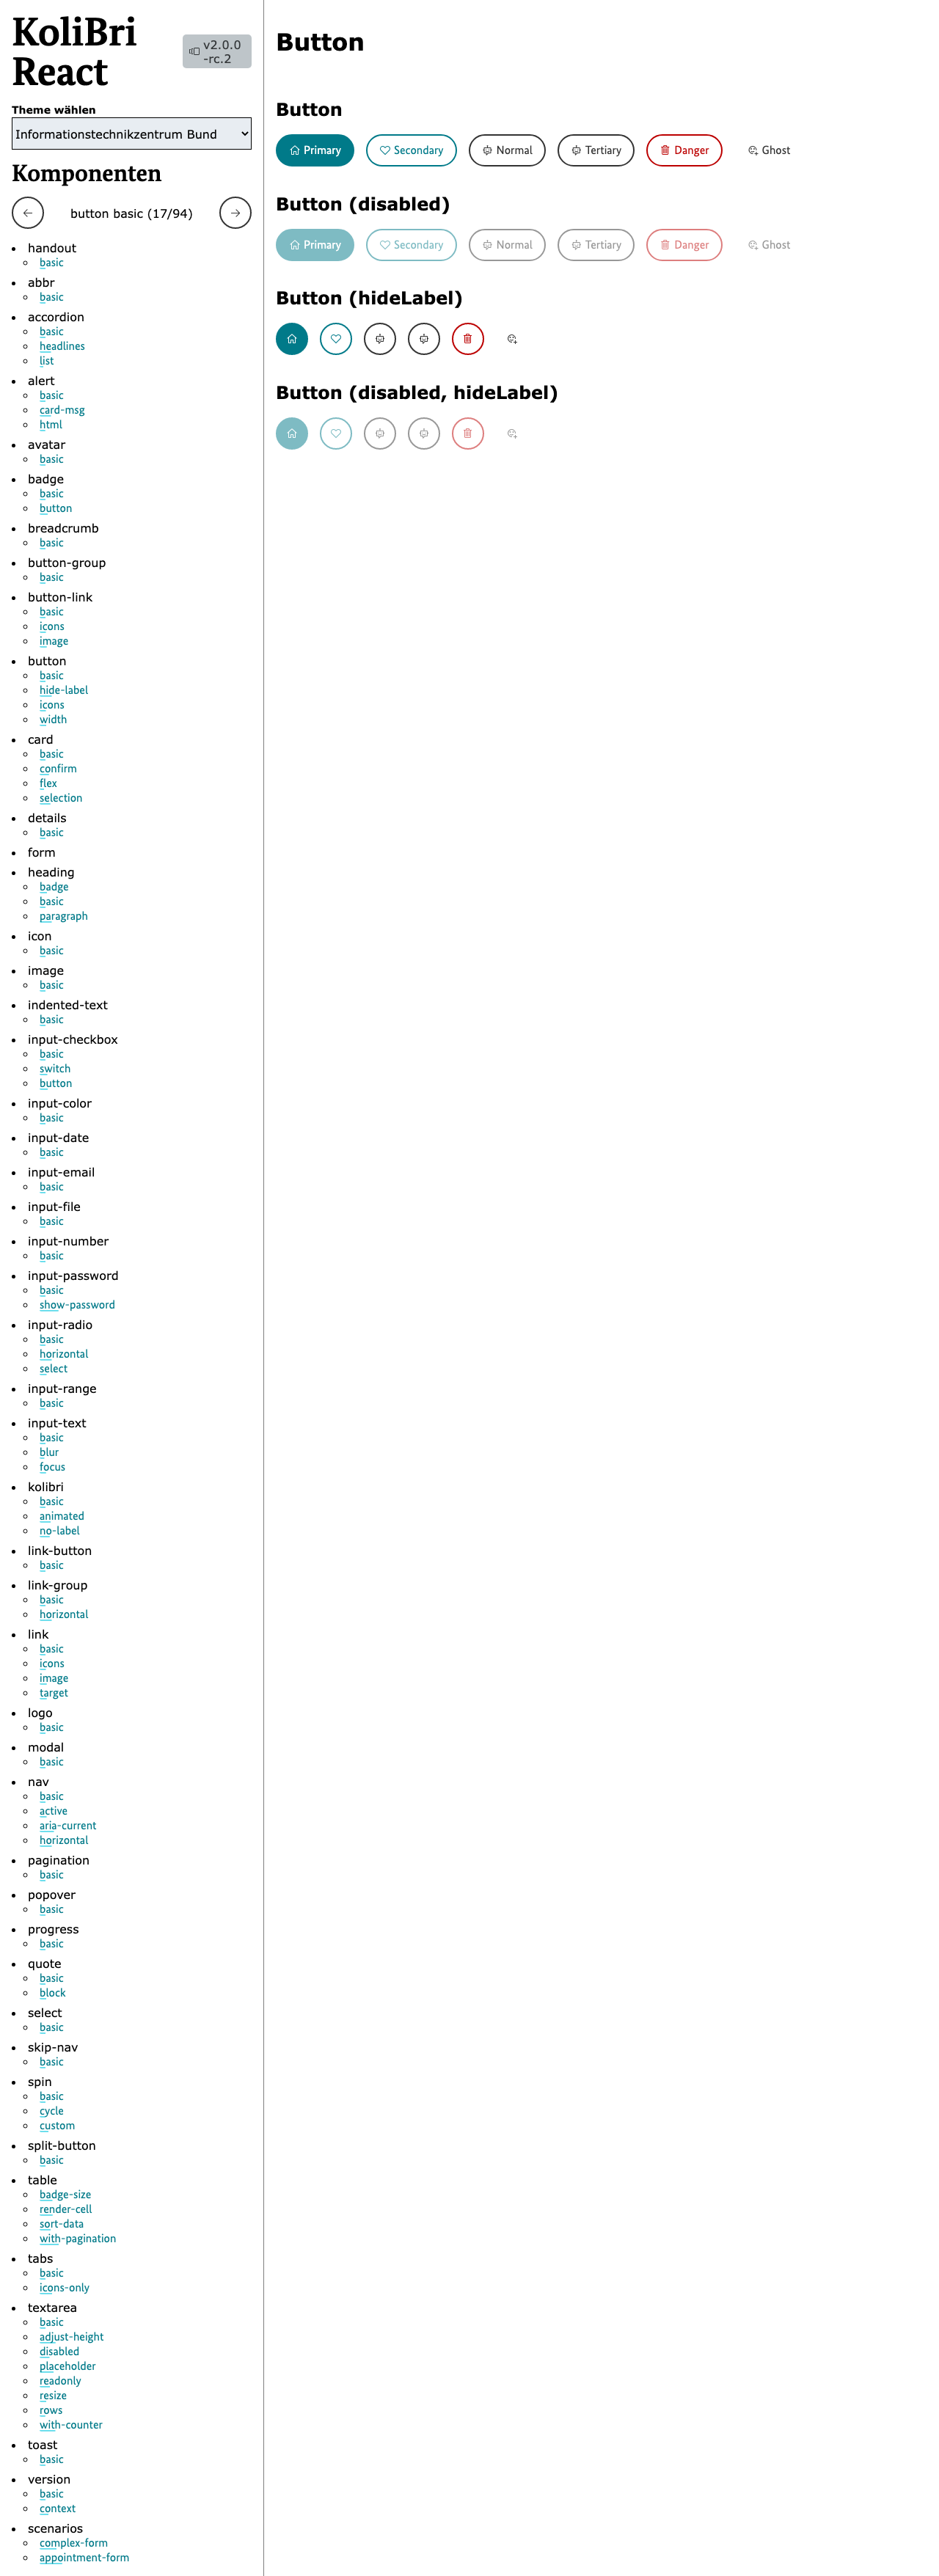 KoliBri
React
v2.0.0
-rc.2
Theme wählen
Informationstechnikzentrum Bund
Komponenten
button basic (17/94)
handout
basic
abbr
basic
accordion
basic
headlines
list
alert
basic
card-msg
html
avatar
basic
badge
basic
button
breadcrumb
basic
button-group
basic
button-link
basic
icons
image
button
basic
hide-label
icons
width
card
basic
confirm
flex
selection
details
basic
form
heading
badge
basic
paragraph
icon
basic
image
basic
indented-text
basic
input-checkbox
basic
switch
button
input-color
basic
input-date
basic
input-email
basic
input-file
basic
input-number
basic
input-password
basic
show-password
input-radio
basic
horizontal
select
input-range
basic
input-text
basic
blur
focus
kolibri
basic
animated
no-label
link-button
basic
link-group
basic
horizontal
link
basic
icons
image
target
logo
basic
modal
basic
nav
basic
active
aria-current
horizontal
pagination
basic
popover
basic
progress
basic
quote
basic
block
select
basic
skip-nav
basic
spin
basic
cycle
custom
split-button
basic
table
badge-size
render-cell
sort-data
with-pagination
tabs
basic
icons-only
textarea
basic
adjust-height
disabled
placeholder
readonly
resize
rows
with-counter
toast
basic
version
basic
context
scenarios
complex-form
appointment-form
Button
Button
Primary Secondary Normal Tertiary Danger Ghost
Button (disabled)
Primary Secondary Normal Tertiary Danger Ghost
Button (hideLabel)
Button (disabled, hideLabel)